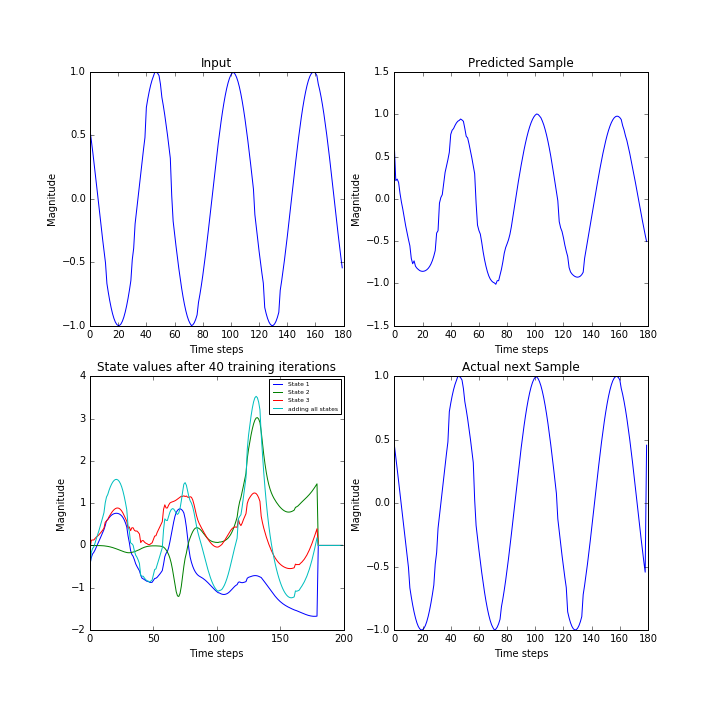 Input
Magnitude
1.0
0.5
0.0
−0.5
−1.0
0 20 40 60 80 100 120 140 160 180
Time steps
Predicted Sample
Magnitude
1.5
1.0
0.5
0.0
−0.5
−1.0
−1.5
0 20 40 60 80 100 120 140 160 180
Time steps
State values after 40 training iterations
Magnitude
4
3
2
1
0
−1
−2
0 50 100 150 200
Time steps
State 1
State 2
State 3
adding all states
Actual next Sample
Magnitude
1.0
0.5
0.0
−0.5
−1.0
0 20 40 60 80 100 120 140 160 180
Time steps